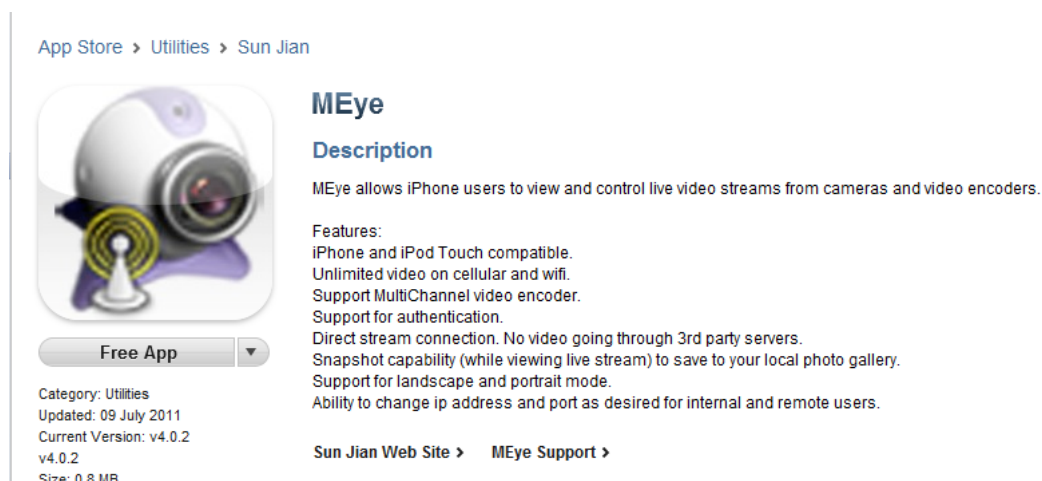 App Store > Utilities > Sun Jian
MEye
Description
MEye allows iPhone users to view and control live video streams from cameras and video encoders.
Features:
iPhone and iPod Touch compatible.
Unlimited video on cellular and wifi.
Support MultiChannel video encoder.
Support for authentication.
Direct stream connection. No video going through 3rd party servers.
Snapshot capability (while viewing live stream) to save to your local photo gallery.
Support for landscape and portrait mode.
Ability to change ip address and port as desired for internal and remote users.
Sun Jian Web Site > MEye Support >
Free App
Category: Utilities
Updated: 09 July 2011
Current Version: v4.0.2
v4.0.2
Size: 0.8 MB